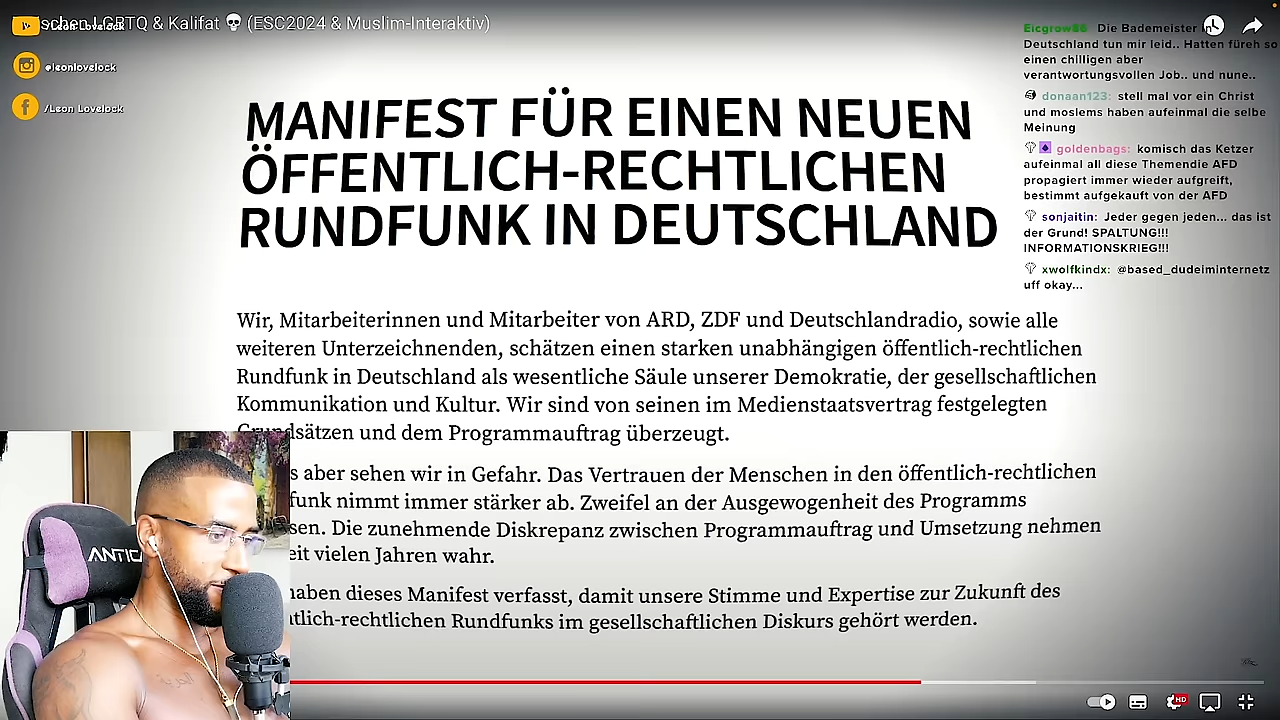 schen LGBTQ & Kalifat 💀 (ESC2024 & Muslim-Interaktiv)
/Leon Lovelock
@leonlovelock
/Leon Lovelock
MANIFEST FÜR EINEN NEUEN
ÖFFENTLICH-RECHTLICHEN
RUNDFUNK IN DEUTSCHLAND
Wir, Mitarbeiterinnen und Mitarbeiter von ARD, ZDF und Deutschlandradio, sowie alle
weiteren Unterzeichnenden, schätzen einen starken unabhängigen öffentlich-rechtlichen
Rundfunk in Deutschland als wesentliche Säule unserer Demokratie, der gesellschaftlichen
Kommunikation und Kultur. Wir sind von seinen im Medienstaatsvertrag festgelegten
Grundsätzen und dem Programmauftrag überzeugt.
s aber sehen wir in Gefahr. Das Vertrauen der Menschen in den öffentlich-rechtlichen
funk nimmt immer stärker ab. Zweifel an der Ausgewogenheit des Programms
sen. Die zunehmende Diskrepanz zwischen Programmauftrag und Umsetzung nehmen
eit vielen Jahren wahr.
haben dieses Manifest verfasst, damit unsere Stimme und Expertise zur Zukunft des
tlich-rechtlichen Rundfunks im gesellschaftlichen Diskurs gehört werden.
Eicgrow86 Die Bademeister in
Deutschland tun mir leid.. Hatten füreh so
einen chilligen aber
verantwortungsvollen Job.. und nune..
donaan123: stell mal vor ein Christ
und moslems haben aufeinmal die selbe
Meinung
goldenbags: komisch das Ketzer
aufeinmal all diese Themendie AFD
propagiert immer wieder aufgreift,
bestimmt aufgekauft von der AFD
sonjaitin: Jeder gegen jeden... das ist
der Grund! SPALTUNG!!!
INFORMATIONSKRIEG!!!
xwolfkindx: @based_dudeiminternetz
uff okay...
ANTIC
HD